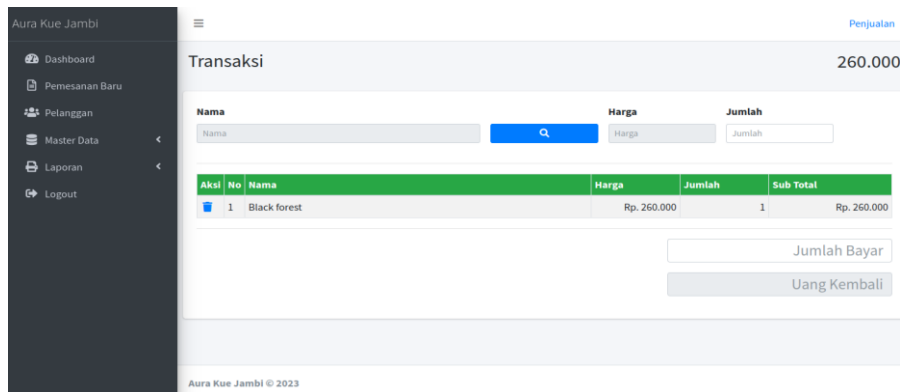 Aura Kue Jambi
Penjualan
Dashboard
Pemesanan Baru
Pelanggan
Master Data
Laporan
Logout
Transaksi 260.000
Nama Harga Jumlah
Nama Harga Jumlah
Aksi No Nama Harga Jumlah Sub Total
1 Black forest Rp. 260.000 1 Rp. 260.000
Jumlah Bayar
Uang Kembali
Aura Kue Jambi © 2023